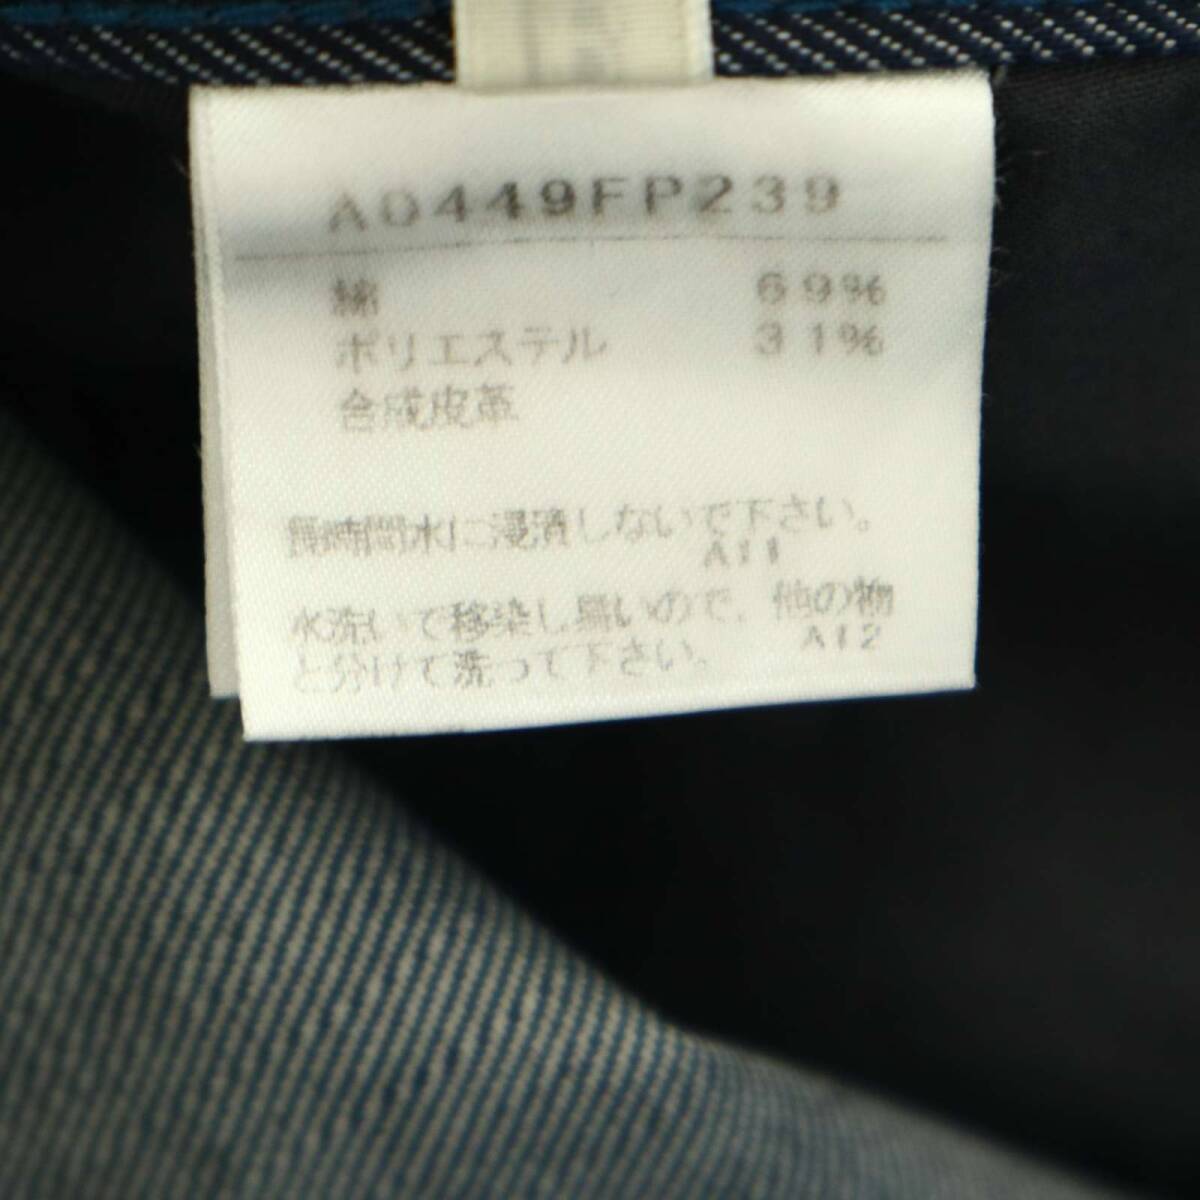 A0449FP239
綿 69%
ポリエステル 31%
合成皮革
長時間水に浸漬しないで下さい。
A11
水洗いで移染し易いので、他の物
A12
と分けて洗って下さい。